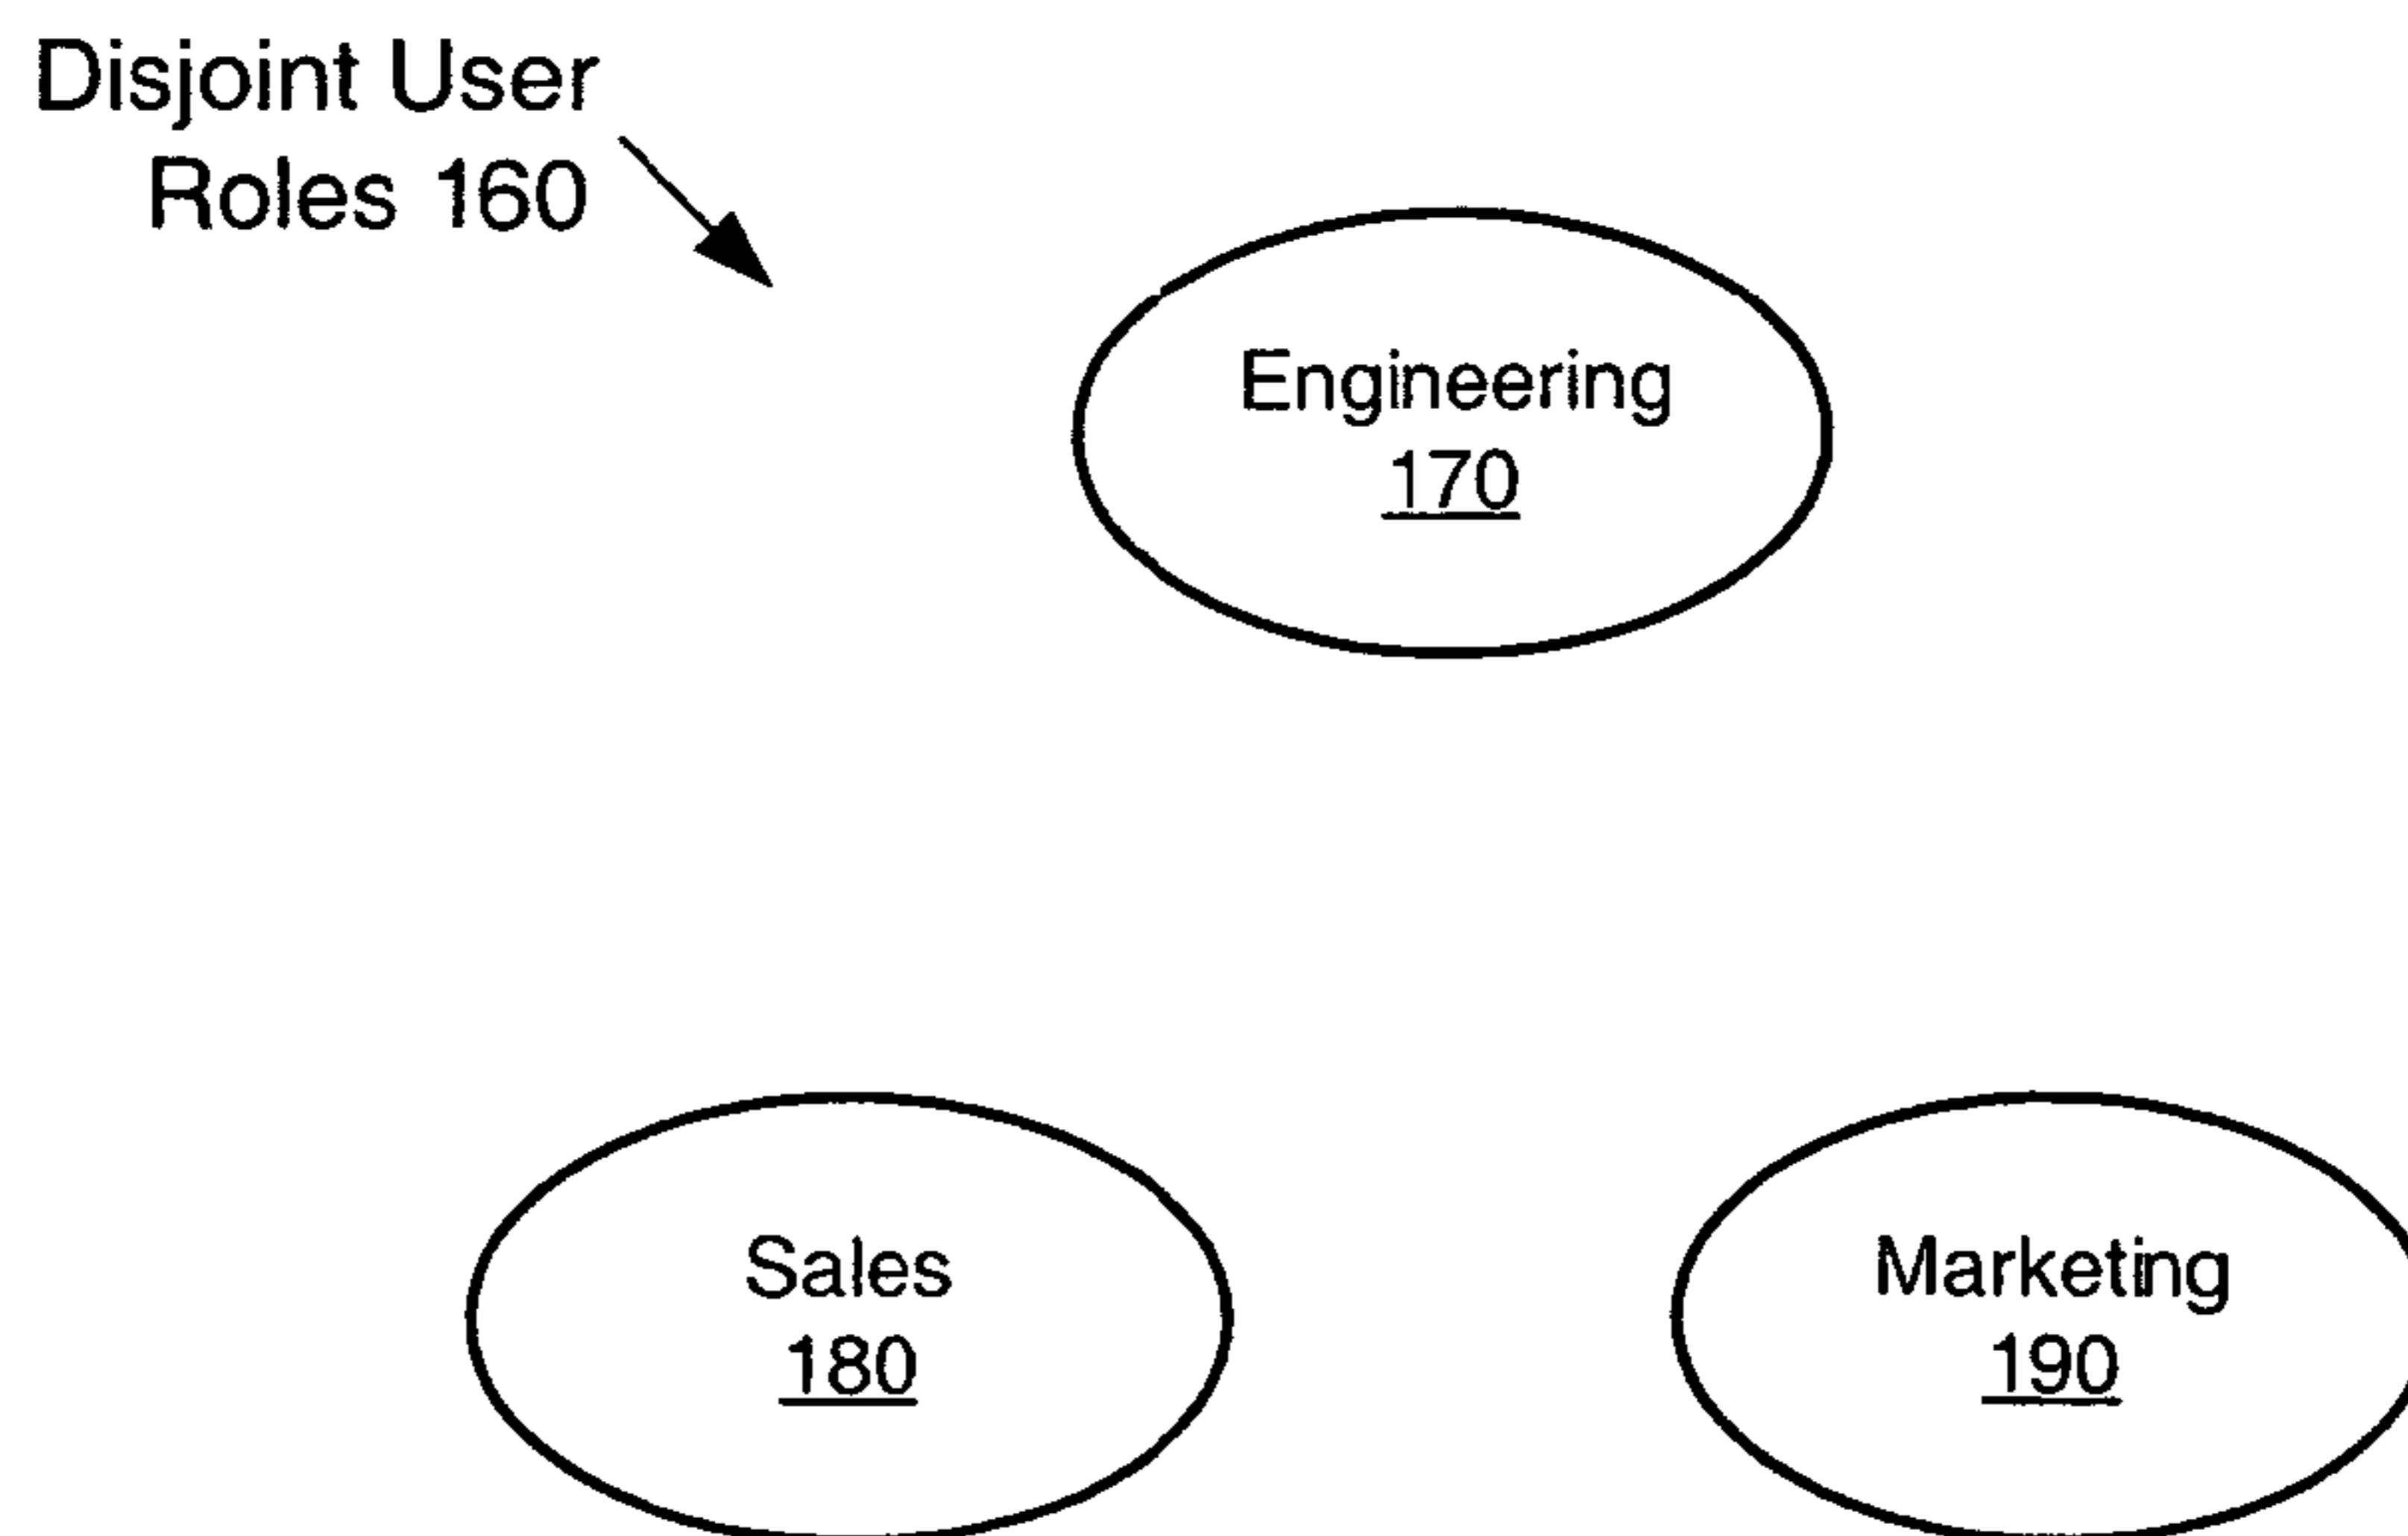 Disjoint User
Roles 160
Engineering
170
Sales
180
Marketing
190